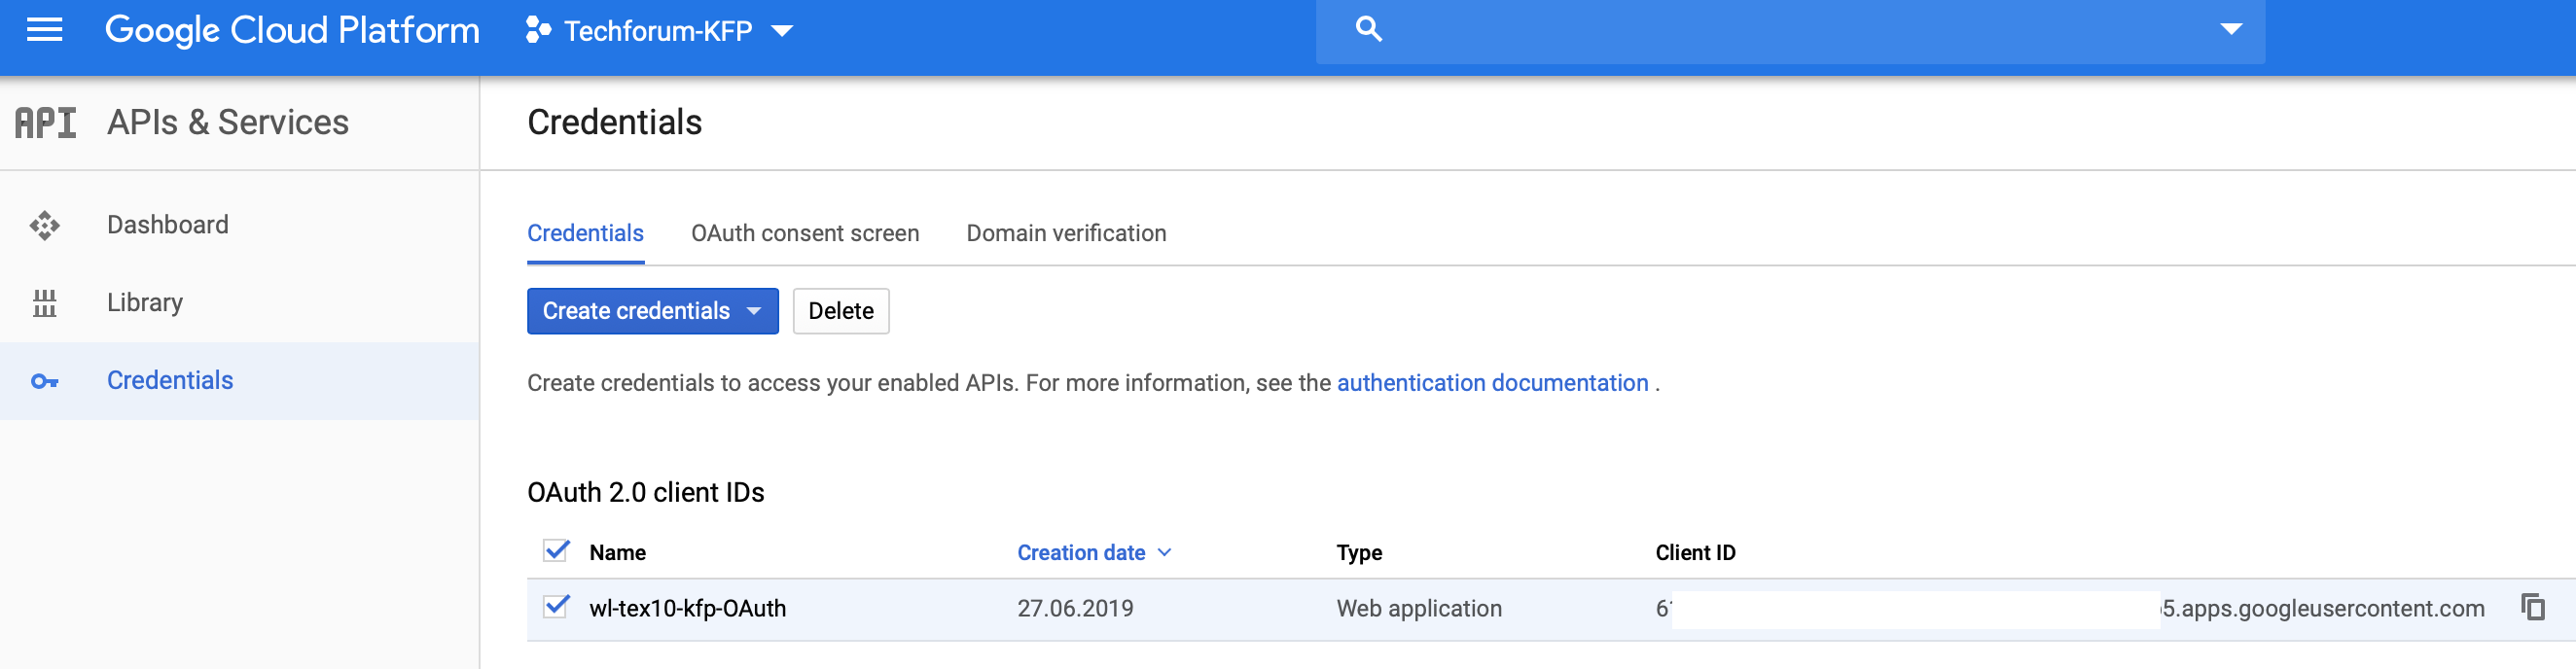 Google Cloud Platform Techforum-KFP
API APIs & Services
Credentials
Dashboard
Library
Credentials
Credentials OAuth consent screen Domain verification
Create credentials Delete
Create credentials to access your enabled APIs. For more information, see the authentication documentation .
OAuth 2.0 client IDs
Name Creation date Type Client ID
wl-tex10-kfp-OAuth 27.06.2019 Web application 5.apps.googleusercontent.com